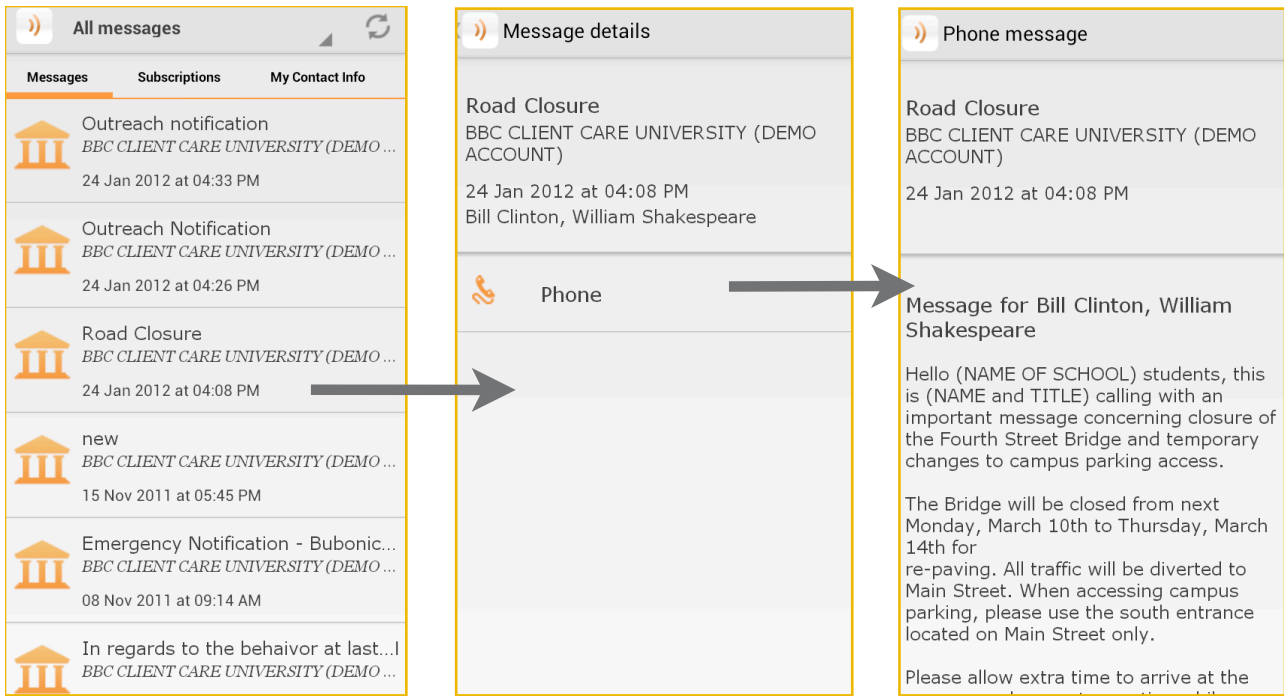 All messages
Messages
Subscriptions
My Contact Info
Outreach notification
BBC CLIENT CARE UNIVERSITY (DEMO ...
24 Jan 2012 at 04:33 PM
Outreach Notification
BBC CLIENT CARE UNIVERSITY (DEMO ...
24 Jan 2012 at 04:26 PM
Road Closure
BBC CLIENT CARE UNIVERSITY (DEMO ...
24 Jan 2012 at 04:08 PM
new
BBC CLIENT CARE UNIVERSITY (DEMO ...
15 Nov 2011 at 05:45 PM
Emergency Notification - Bubonic...
BBC CLIENT CARE UNIVERSITY (DEMO ...
08 Nov 2011 at 09:14 AM
In regards to the behaivor at last...
BBC CLIENT CARE UNIVERSITY (DEMO ...
Message details
Road Closure
BBC CLIENT CARE UNIVERSITY (DEMO
ACCOUNT)
24 Jan 2012 at 04:08 PM
Bill Clinton, William Shakespeare
Phone
Phone message
Road Closure
BBC CLIENT CARE UNIVERSITY (DEMO
ACCOUNT)
24 Jan 2012 at 04:08 PM
Message for Bill Clinton, William
Shakespeare
Hello (NAME OF SCHOOL) students, this
is (NAME and TITLE) calling with an
important message concerning closure of
the Fourth Street Bridge and temporary
changes to campus parking access.
The Bridge will be closed from next
Monday, March 10th to Thursday, March
14th for
re-paving. All traffic will be diverted to
Main Street. When accessing campus
parking, please use the south entrance
located on Main Street only.
Please allow extra time to arrive at the